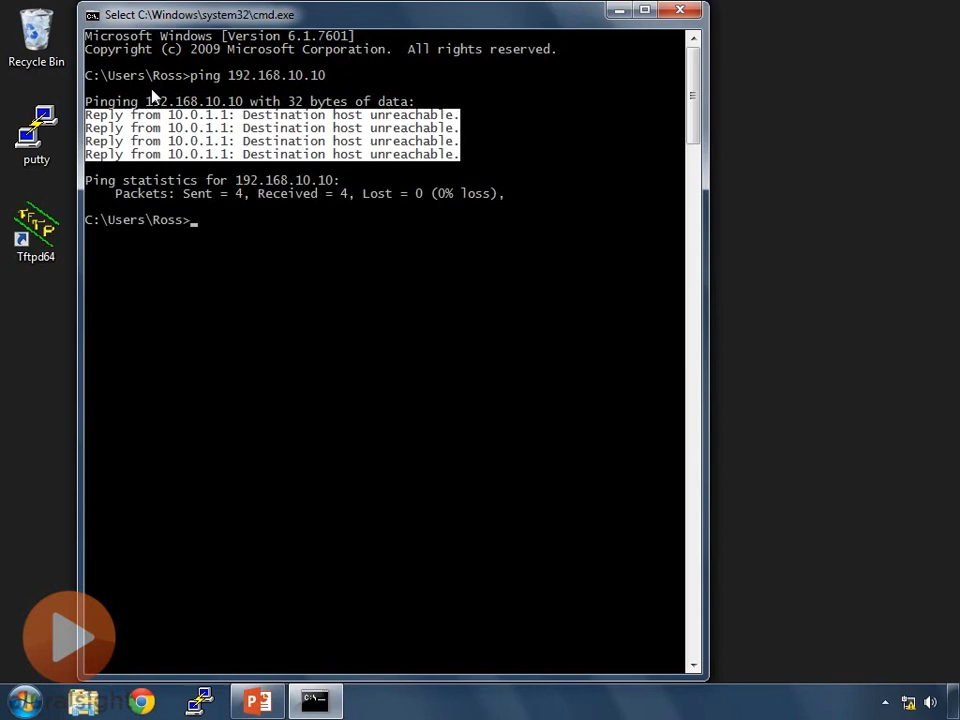 Select C:\Windows\system32\cmd.exe
Recycle Bin
putty
TFTP
Tftpd64
Microsoft Windows [Version 6.1.7601]
Copyright (c) 2009 Microsoft Corporation.  All rights reserved.
C:\Users\Ross>ping 192.168.10.10
Pinging 192.168.10.10 with 32 bytes of data:
Reply from 10.0.1.1: Destination host unreachable.
Reply from 10.0.1.1: Destination host unreachable.
Reply from 10.0.1.1: Destination host unreachable.
Reply from 10.0.1.1: Destination host unreachable.
Ping statistics for 192.168.10.10:
    Packets: Sent = 4, Received = 4, Lost = 0 (0% loss),
C:\Users\Ross>_
pluralsight